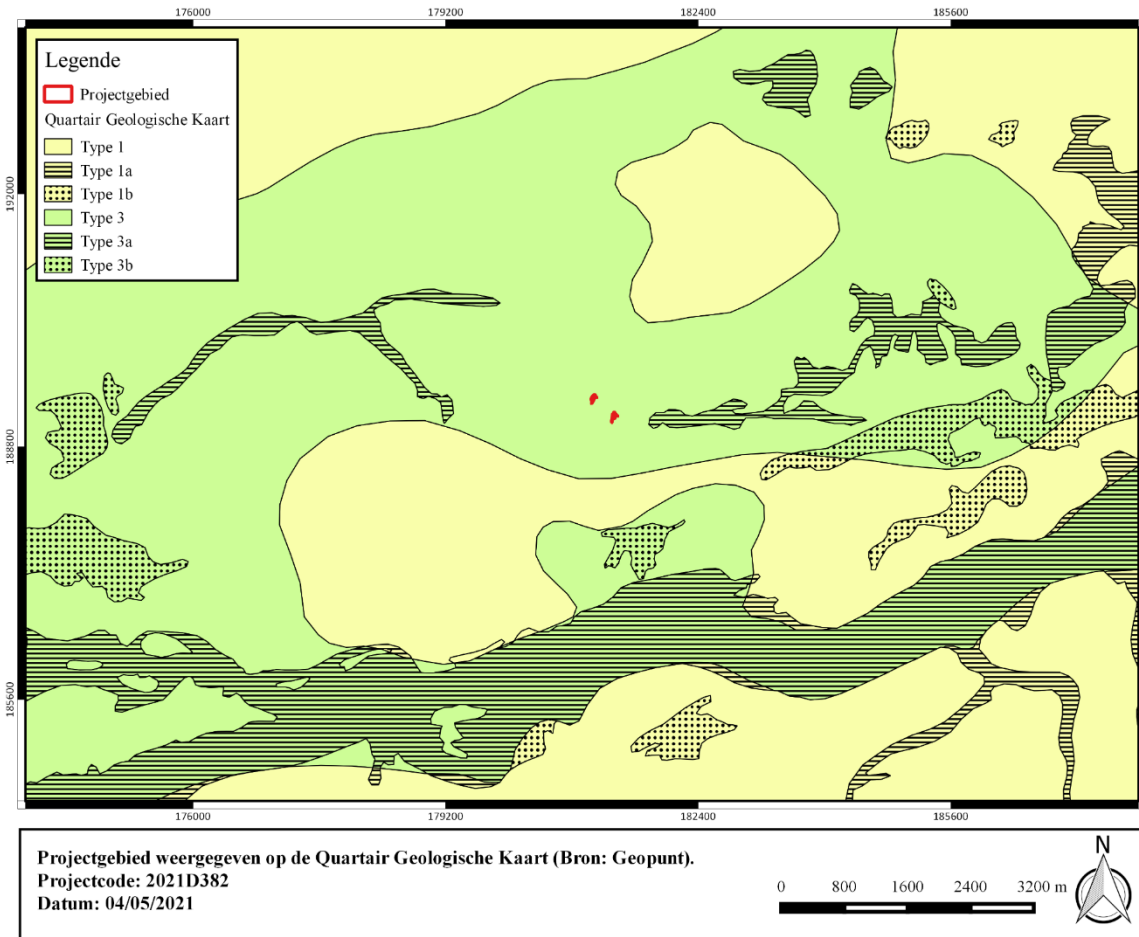 176000 179200 182400 185600
Legende
Projectgebied
Quartair Geologische Kaart
Type 1
Type 1a
Type 1b
Type 3
Type 3a
Type 3b
192000
188800
185600
176000 179200 182400 185600
Projectgebied weergegeven op de Quartair Geologische Kaart (Bron: Geopunt).
Projectcode: 2021D382
Datum: 04/05/2021
0 800 1600 2400 3200 m
N